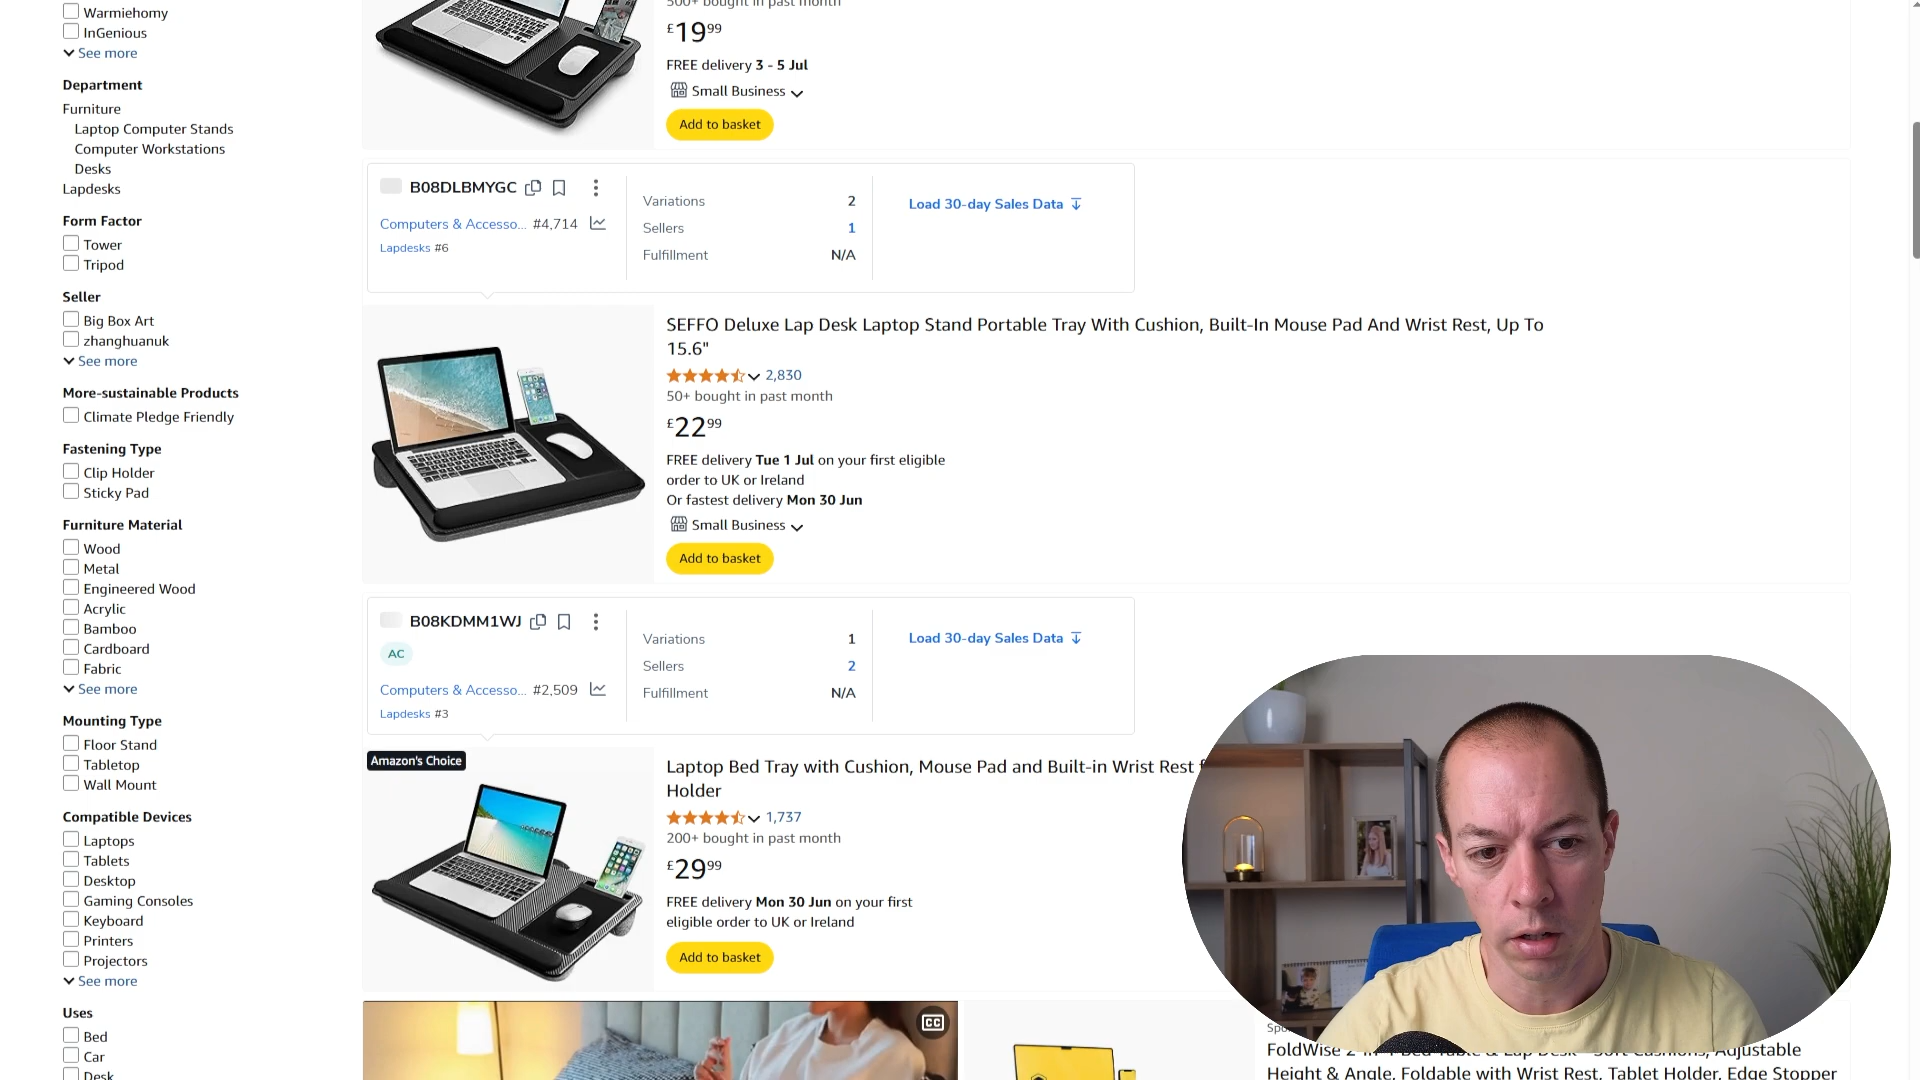 Warmiehomy
InGenious
See more
Department
Furniture
Laptop Computer Stands
Computer Workstations
Desks
Lapdesks
Form Factor
Tower
Tripod
Seller
Big Box Art
zhanghuanuk
See more
More-sustainable Products
Climate Pledge Friendly
Fastening Type
Clip Holder
Sticky Pad
Furniture Material
Wood
Metal
Engineered Wood
Acrylic
Bamboo
Cardboard
Fabric
See more
Mounting Type
Floor Stand
Tabletop
Wall Mount
Compatible Devices
Laptops
Tablets
Desktop
Gaming Consoles
Keyboard
Printers
Projectors
See more
Uses
Bed
Car
Desk
500+ bought in past month
£19.99
FREE delivery 3 - 5 Jul
Small Business
Add to basket
B08DLBMYGC
Computers & Accesso... #4,714
Lapdesks #6
Variations 2
Sellers 1
Fulfillment N/A
Load 30-day Sales Data
SEFFO Deluxe Lap Desk Laptop Stand Portable Tray With Cushion, Built-In Mouse Pad And Wrist Rest, Up To
15.6"
2,830
50+ bought in past month
£22.99
FREE delivery Tue 1 Jul on your first eligible
order to UK or Ireland
Or fastest delivery Mon 30 Jun
Small Business
Add to basket
B08KDMM1WJ
AC
Computers & Accesso... #2,509
Lapdesks #3
Variations 1
Sellers 2
Fulfillment N/A
Load 30-day Sales Data
Amazon's Choice
Laptop Bed Tray with Cushion, Mouse Pad and Built-in Wrist Rest
Holder
1,737
200+ bought in past month
£29.99
FREE delivery Mon 30 Jun on your first
eligible order to UK or Ireland
Add to basket
CC
FoldWise 2-in-1 Bed Table & Lap Desk - Soft Cushions, Adjustable
Height & Angle, Foldable with Wrist Rest, Tablet Holder, Edge Stopper